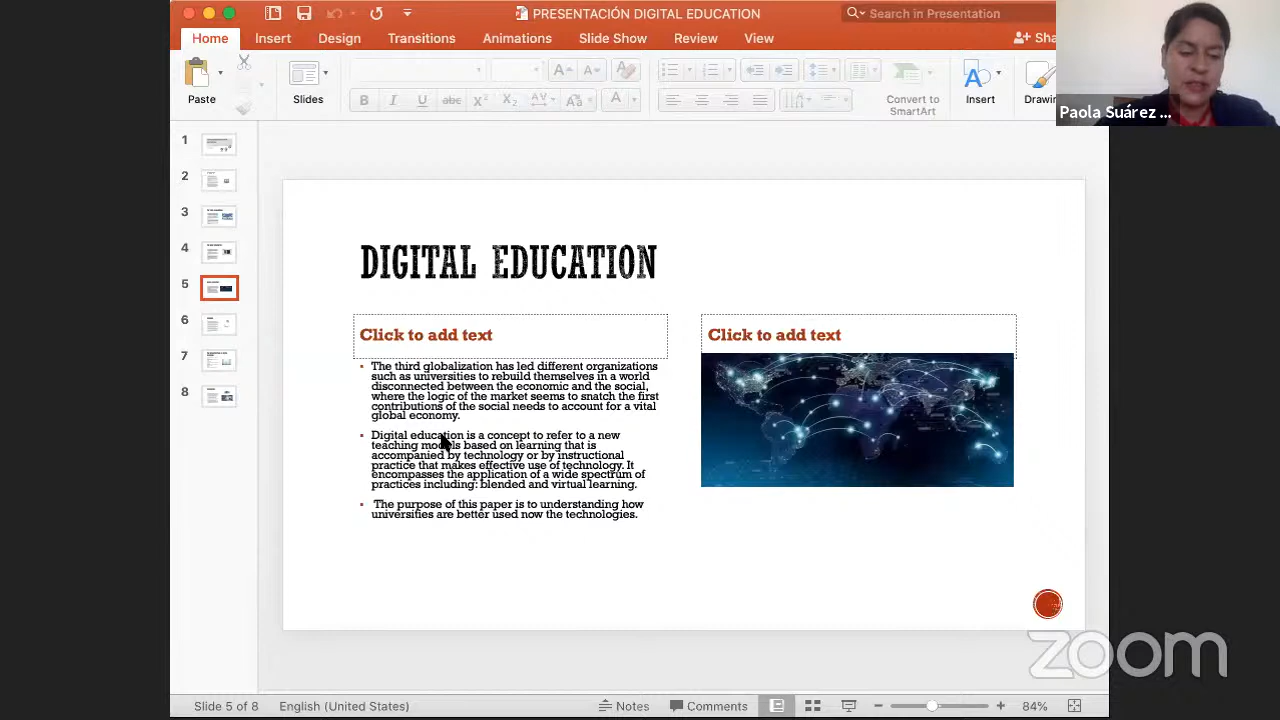 PRESENTACIÓN DIGITAL EDUCATION
Search in Presentation
Home Insert Design Transitions Animations Slide Show Review View
Sha
Paste
Slides
B I U abc X² X₂ AV Aa A
Convert to
SmartArt
Insert
Drawin
Paola Suárez ...
1
2
3
4
5
6
7
8
DIGITAL EDUCATION
Click to add text
Click to add text
The third globalization has led different organizations
such as universities to rebuild themselves in a world
disconnected between the economic and the social,
where the logic of the market seems to snatch the first
contributions of the social needs to account for a vital
global economy.
Digital education is a concept to refer to a new
teaching models based on learning that is
accompanied by technology or by instructional
practice that makes effective use of technology. It
encompasses the application of a wide spectrum of
practices including: blended and virtual learning.
The purpose of this paper is to understanding how
universities are better used now the technologies.
zoom
Slide 5 of 8 English (United States) Notes Comments 84%